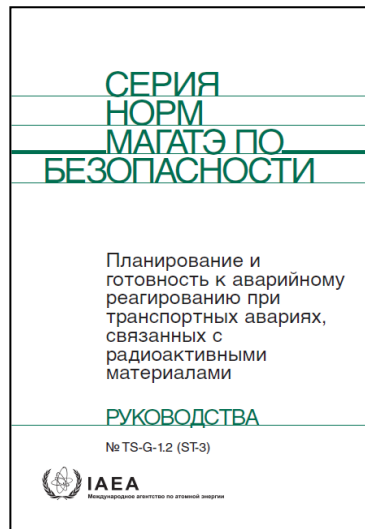 СЕРИЯ
НОРМ
МАГАТЭ ПО
БЕЗОПАСНОСТИ
Планирование и
готовность к аварийному
реагированию при
транспортных авариях,
связанных с
радиоактивными
материалами
РУКОВОДСТВА
№ TS-G-1.2 (ST-3)
IAEA
Международное агентство по атомной энергии